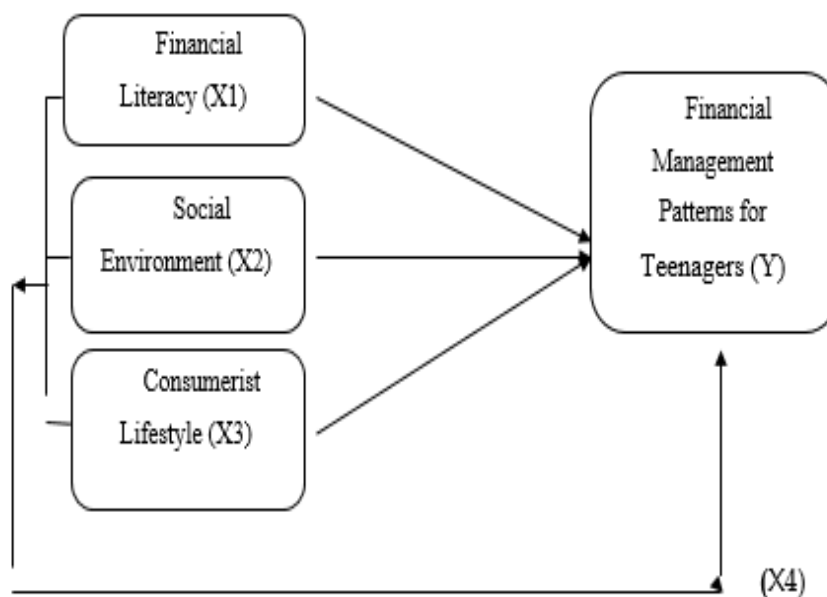 Financial
Literacy (X1)
Social
Environment (X2)
Consumerist
Lifestyle (X3)
Financial
Management
Patterns for
Teenagers (Y)
(X4)